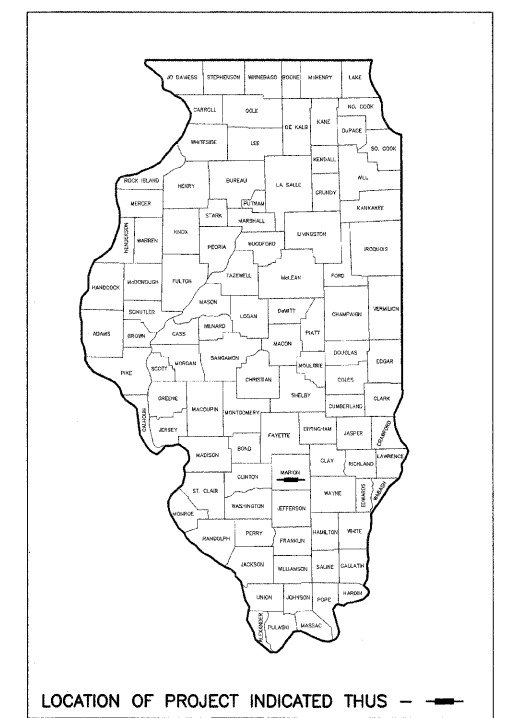 JO DAVIESS STEPHENSON WINNEBAGO BOONE McHENRY LAKE
CARROLL OGLE DE KALB KANE NO. COOK
DuPAGE
SO. COOK
WHITESIDE LEE
KENDALL WILL
ROCK ISLAND HENRY BUREAU LA SALLE GRUNDY
MERCER PUTNAM KANKAKEE
STARK MARSHALL
HENDERSON WARREN KNOX PEORIA WOODFORD LIVINGSTON IROQUOIS
HANDCOCK McDONOUGH FULTON TAZEWELL McLEAN FORD
MASON
SCHUYLER LOGAN DeWITT CHAMPAIGN VERMILION
ADAMS BROWN CASS MENARD PIATT
MACON
PIKE SCOTT MORGAN SANGAMON DOUGLAS EDGAR
MOULTRIE
CHRISTIAN COLES
GREENE MACOUPIN SHELBY CLARK
CALHOUN MONTGOMERY CUMBERLAND
JERSEY FAYETTE EFFINGHAM JASPER CRAWFORD
MADISON BOND
CLAY RICHLAND LAWRENCE
CLINTON MARION
ST. CLAIR WAYNE EDWARDS WABASH
WASHINGTON JEFFERSON
MONROE
RANDOLPH PERRY HAMILTON WHITE
FRANKLIN
JACKSON WILLIAMSON SALINE GALLATIN
UNION JOHNSON POPE HARDIN
ALEXANDER PULASKI MASSAC
LOCATION OF PROJECT INDICATED THUS –